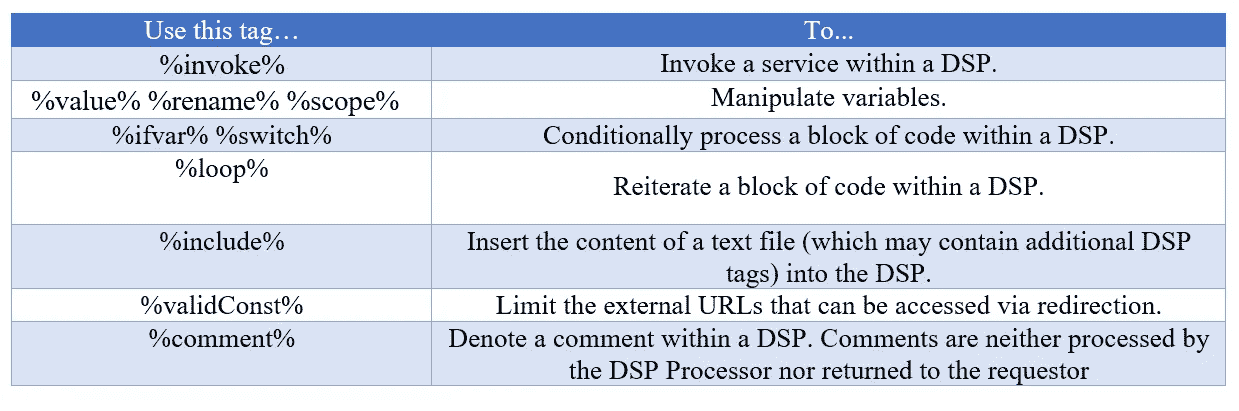 Use this tag… To...
%invoke% Invoke a service within a DSP.
%value% %rename% %scope% Manipulate variables.
%ifvar% %switch% Conditionally process a block of code within a DSP.
%loop% Reiterate a block of code within a DSP.
%include% Insert the content of a text file (which may contain additional DSP
tags) into the DSP.
%validConst% Limit the external URLs that can be accessed via redirection.
%comment% Denote a comment within a DSP. Comments are neither processed by
the DSP Processor nor returned to the requestor